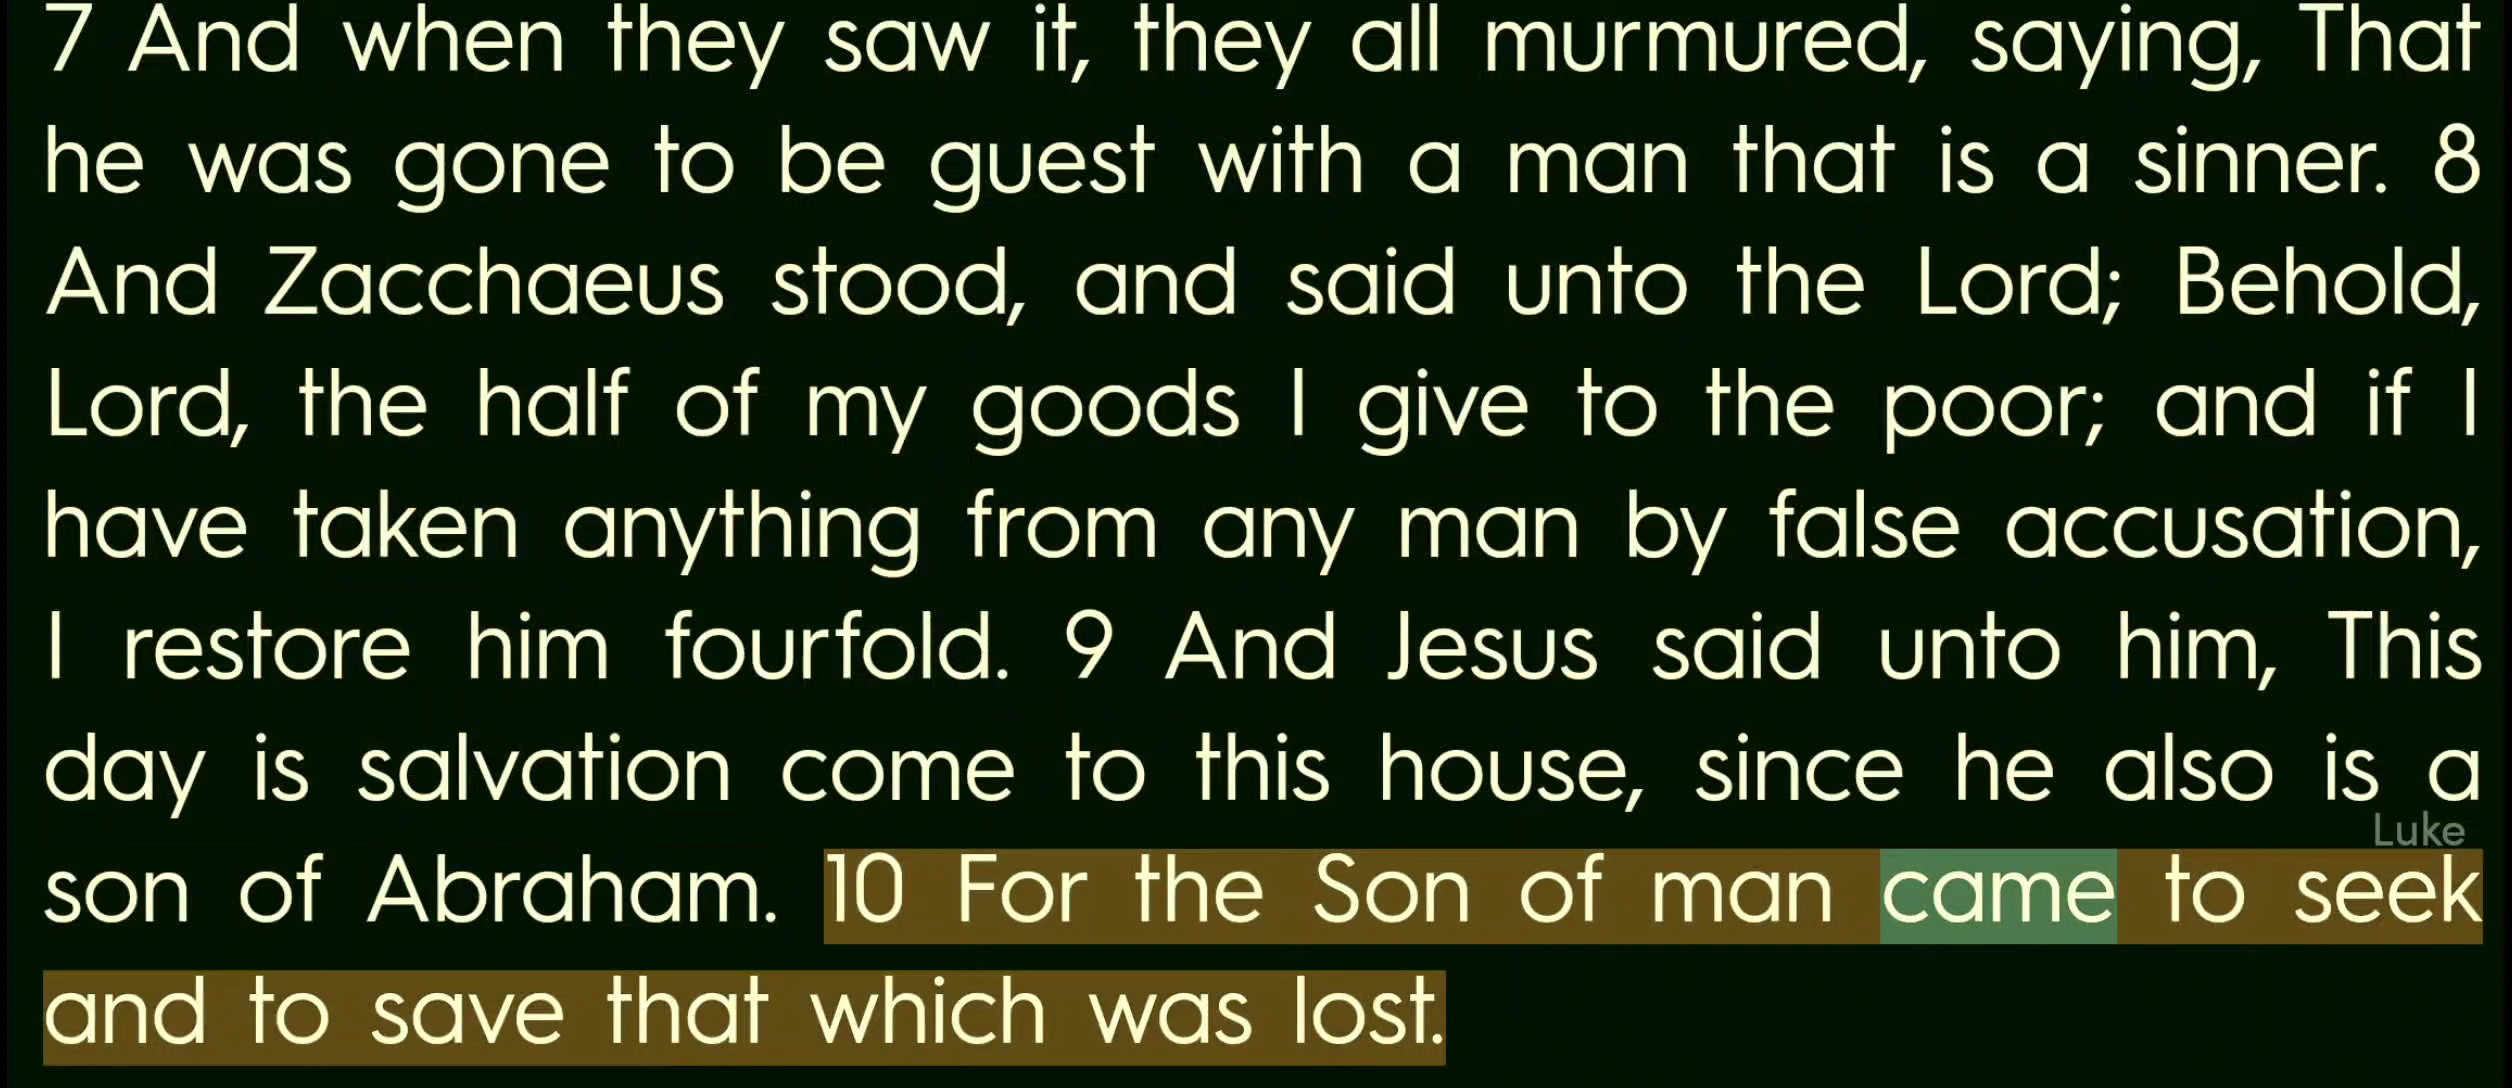 7 And when they saw it, they all murmured, saying, That
he was gone to be guest with a man that is a sinner. 8
And Zacchaeus stood, and said unto the Lord; Behold,
Lord, the half of my goods I give to the poor; and if I
have taken anything from any man by false accusation,
I restore him fourfold. 9 And Jesus said unto him, This
day is salvation come to this house, since he also is a
Luke
son of Abraham. 10 For the Son of man came to seek
and to save that which was lost.